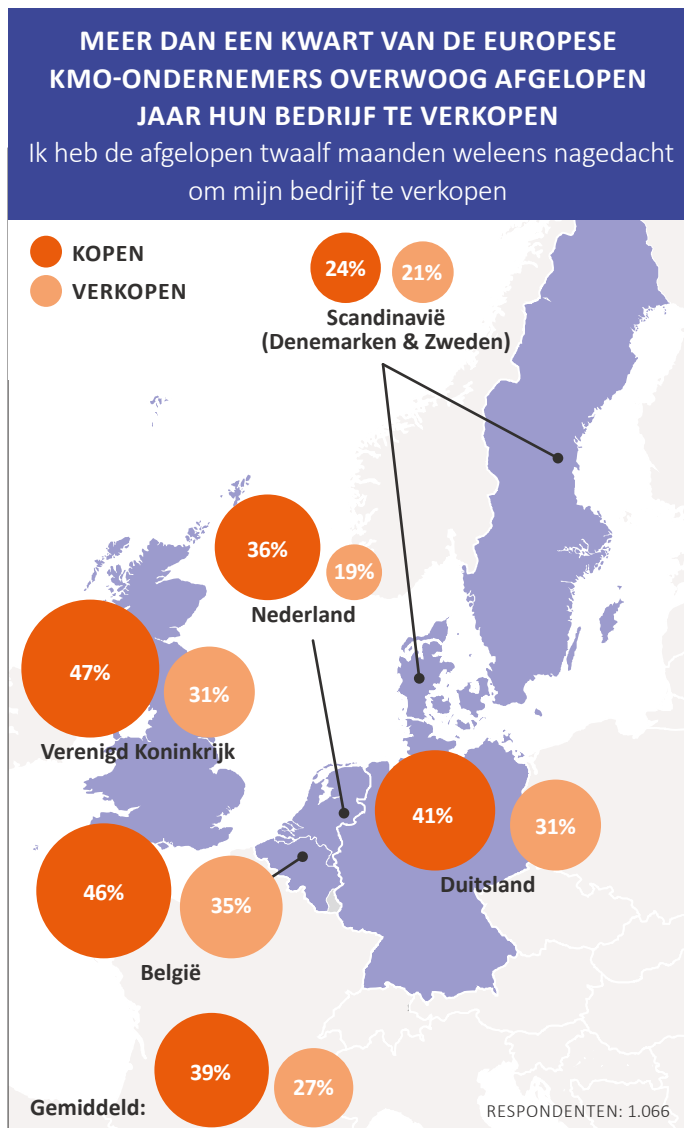 MEER DAN EEN KWART VAN DE EUROPESE
KMO-ONDERNEMERS OVERWOOG AFGELOPEN
JAAR HUN BEDRIJF TE VERKOPEN
Ik heb de afgelopen twaalf maanden weleens nagedacht
om mijn bedrijf te verkopen
KOPEN
VERKOPEN
24% 21%
Scandinavië
(Denemarken & Zweden)
36% 19%
Nederland
47% 31%
Verenigd Koninkrijk
41% 31%
Duitsland
46% 35%
België
39% 27%
Gemiddeld:
RESPONDENTEN: 1.066